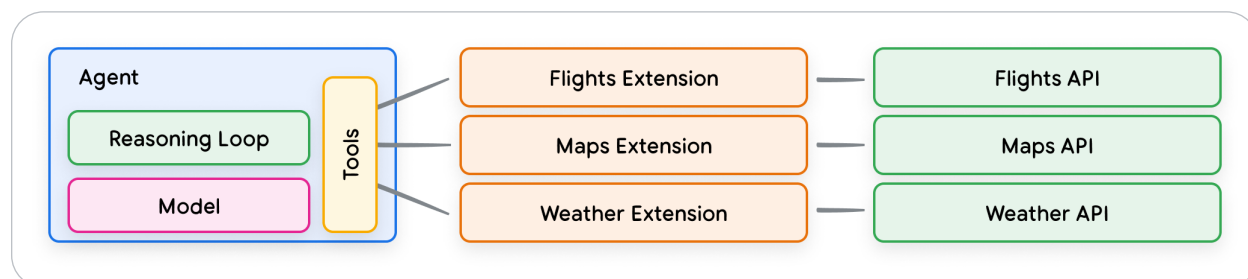 Agent
Reasoning Loop
Model
Tools
Flights Extension
Maps Extension
Weather Extension
Flights API
Maps API
Weather API